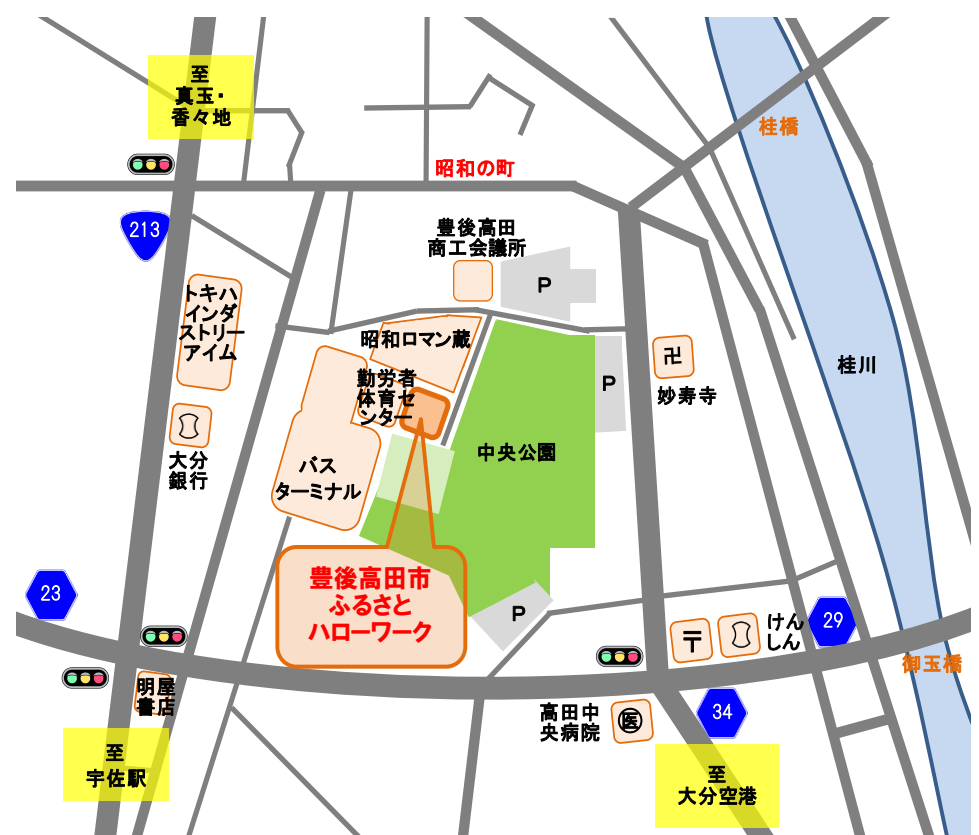 至
真玉・
香々地
桂橋
昭和の町
213
豊後高田
商工会議所
P
トキハ
インダ
ストリー
アイム
昭和ロマン蔵
卍
妙寿寺
桂川
P
勤労者
体育セ
ンター
大分
銀行
中央公園
バス
ターミナル
豊後高田市
ふるさと
ハローワーク
23
P
〒
けん
しん
29
御玉橋
明屋
書店
高田中
央病院
医
34
至
宇佐駅
至
大分空港